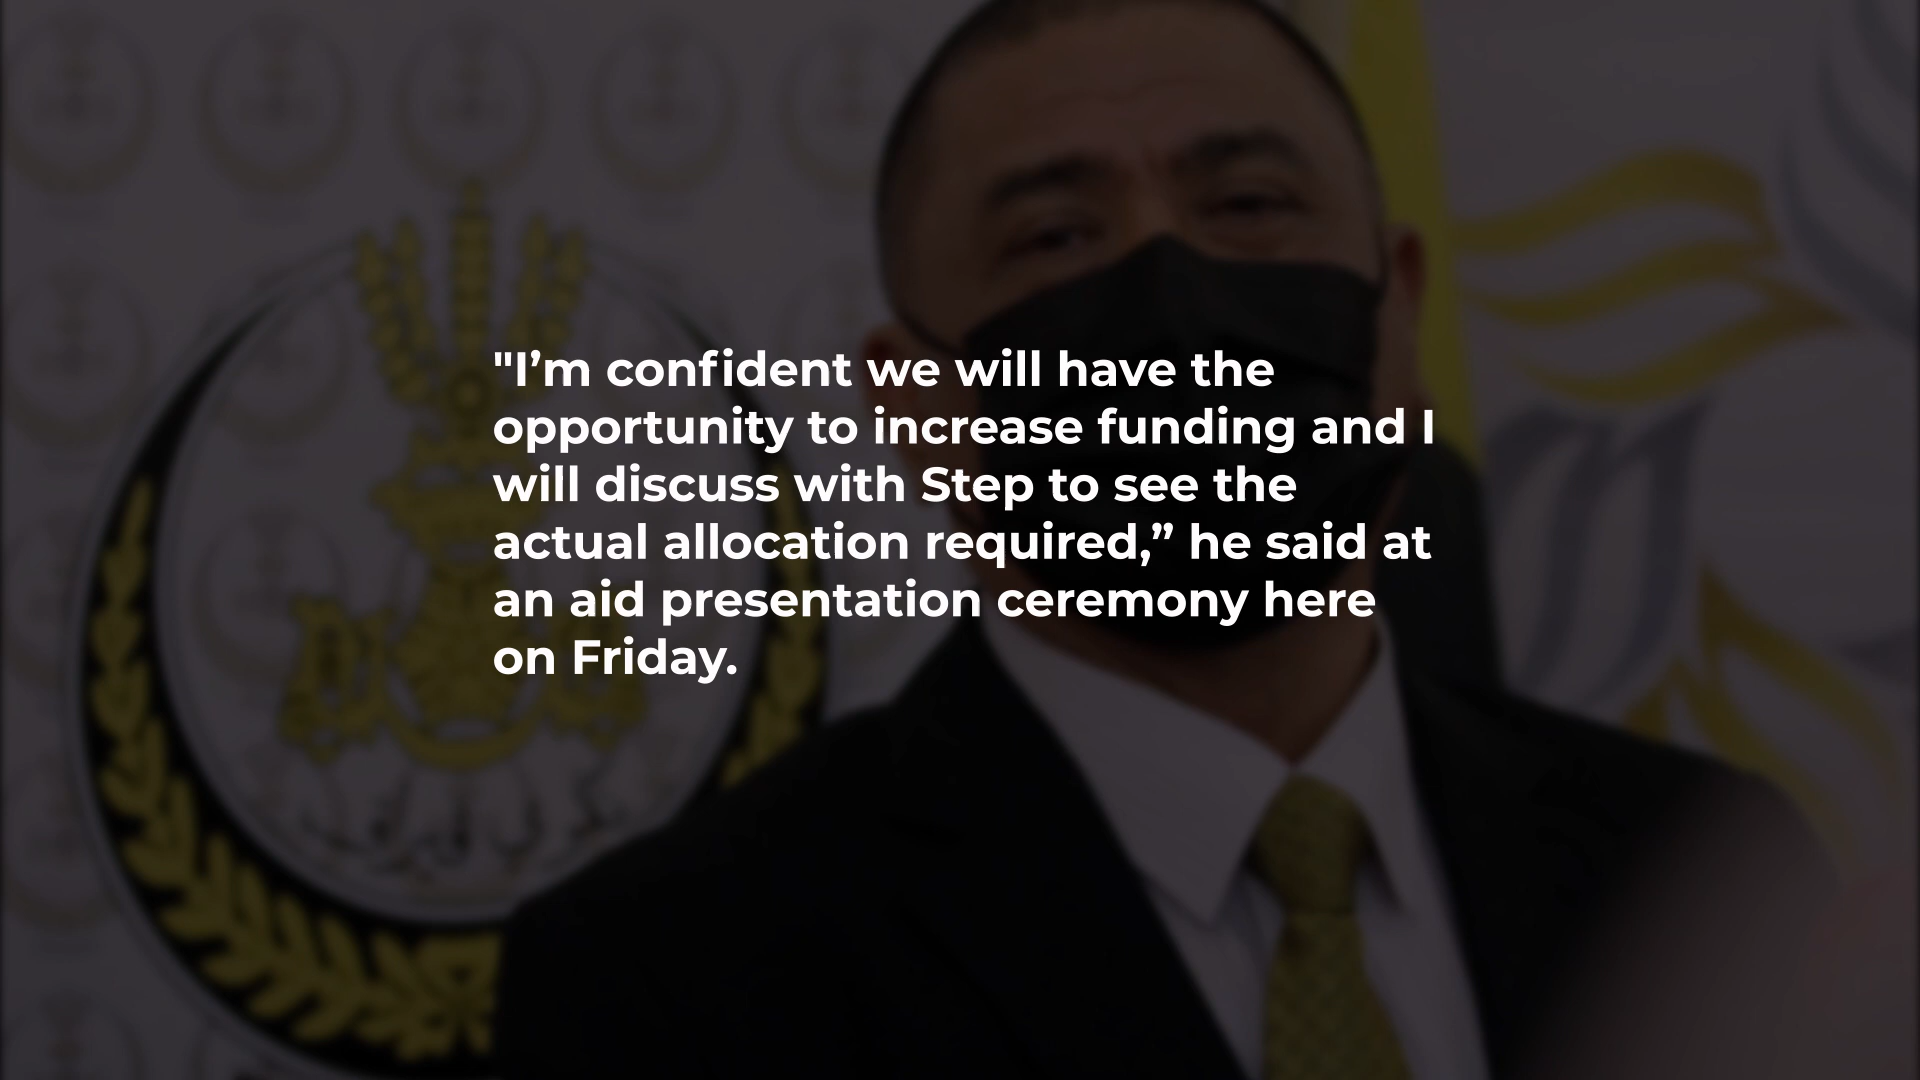 "I’m confident we will have the
opportunity to increase funding and I
will discuss with Step to see the
actual allocation required,” he said at
an aid presentation ceremony here
on Friday.